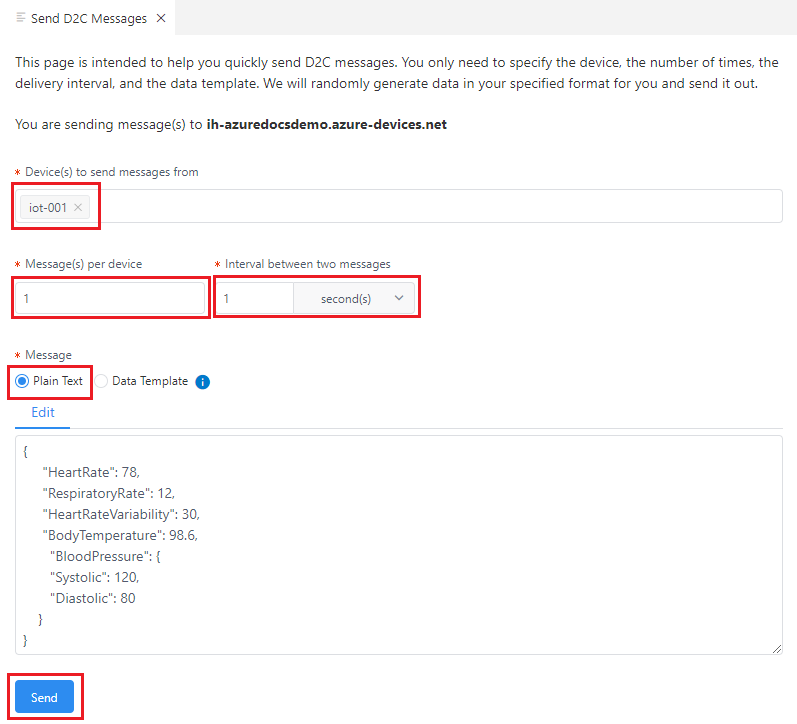 Send D2C Messages
This page is intended to help you quickly send D2C messages. You only need to specify the device, the number of times, the
delivery interval, and the data template. We will randomly generate data in your specified format for you and send it out.
You are sending message(s) to ih-azuredocsdemo.azure-devices.net
* Device(s) to send messages from
iot-001
* Message(s) per device * Interval between two messages
1 1 second(s)
* Message
Plain Text Data Template
Edit
{
"HeartRate": 78,
"RespiratoryRate": 12,
"HeartRateVariability": 30,
"BodyTemperature": 98.6,
"BloodPressure": {
"Systolic": 120,
"Diastolic": 80
}
}
Send